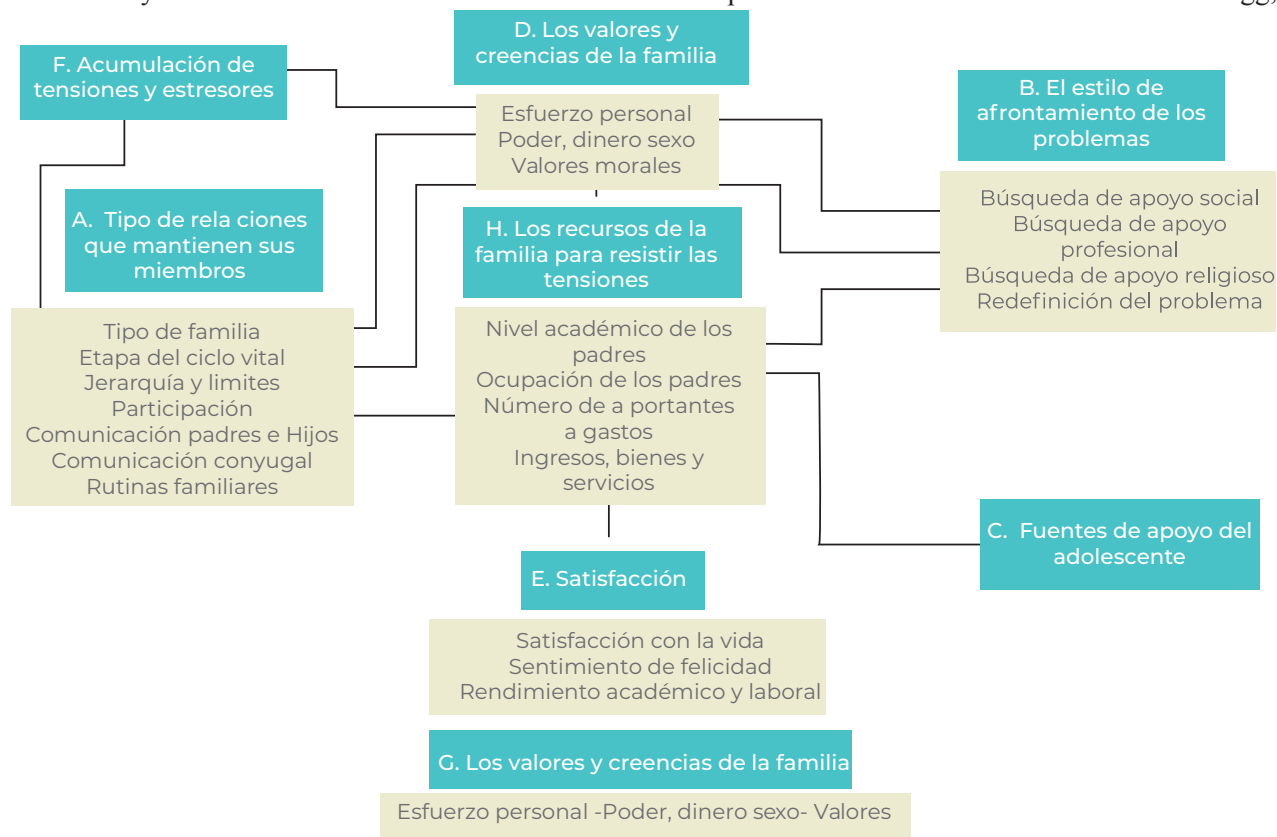 D. Los valores y
creencias de la familia
F. Acumulación de
tensiones y estresores
B. El estilo de
afrontamiento de los
problemas
Esfuerzo personal
Poder, dinero sexo
Valores morales
A. Tipo de rela ciones
que mantienen sus
miembros
H. Los recursos de la
familia para resistir las
tensiones
Búsqueda de apoyo social
Búsqueda de apoyo
profesional
Búsqueda de apoyo religioso
Redefinición del problema
Tipo de familia
Etapa del ciclo vital
Jerarquía y limites
Participación
Comunicación padres e Hijos
Comunicación conyugal
Rutinas familiares
Nivel académico de los
padres
Ocupación de los padres
Número de a portantes
a gastos
Ingresos, bienes y
servicios
C. Fuentes de apoyo del
adolescente
E. Satisfacción
Satisfacción con la vida
Sentimiento de felicidad
Rendimiento académico y laboral
G. Los valores y creencias de la familia
Esfuerzo personal -Poder, dinero sexo- Valores